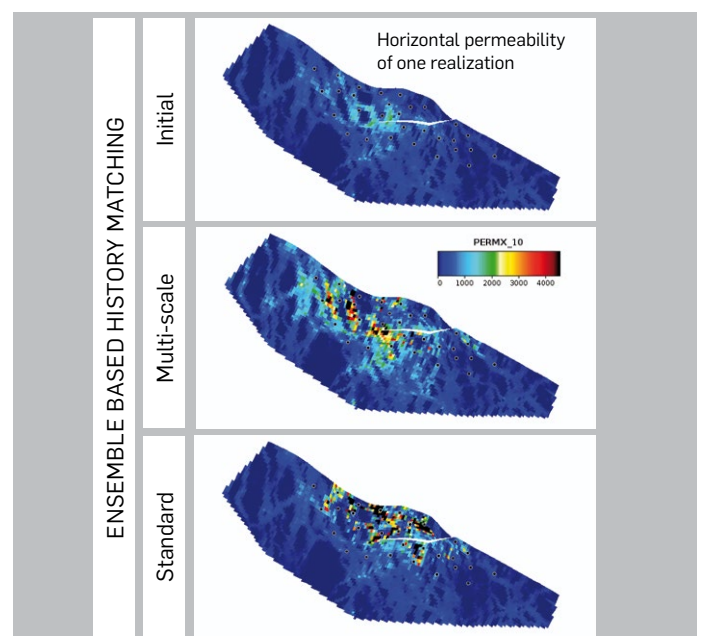 ENSEMBLE BASED HISTORY MATCHING
Initial
Horizontal permeability
of one realization
Multi-scale
PERMX_10
0 1000 2000 3000 4000
Standard